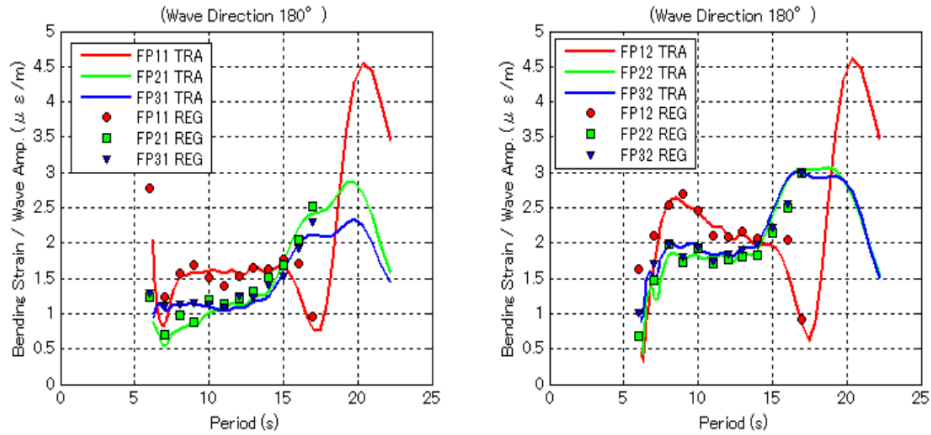 (Wave Direction 180°)
Bending Strain / Wave Amp.(με/m)
5
4.5
4
3.5
3
2.5
2
1.5
1
0.5
0
FP11 TRA
FP21 TRA
FP31 TRA
FP11 REG
FP21 REG
FP31 REG
0 5 10 15 20 25
Period(s)
(Wave Direction 180°)
Bending Strain / Wave Amp.(με/m)
5
4.5
4
3.5
3
2.5
2
1.5
1
0.5
0
FP12 TRA
FP22 TRA
FP32 TRA
FP12 REG
FP22 REG
FP32 REG
0 5 10 15 20 25
Period(s)